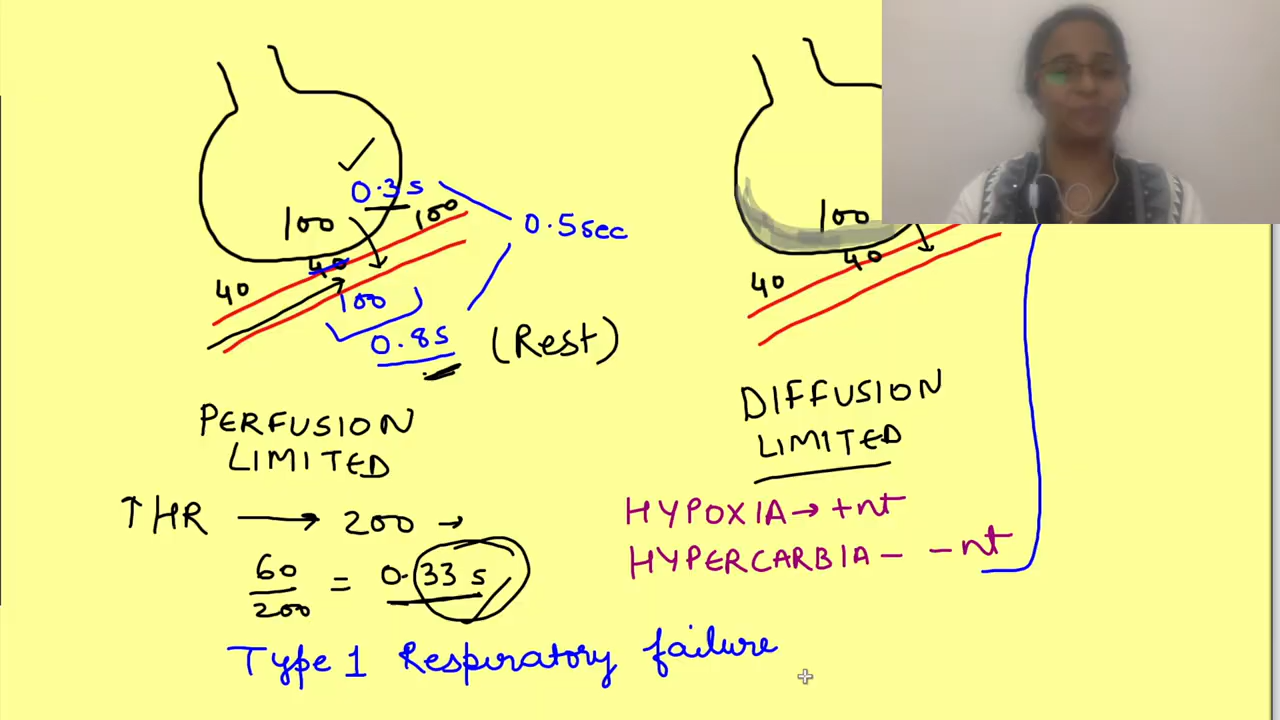 0.3s
100
100
0.5sec
40
40
100
0.8s
(Rest)
PERFUSION
LIMITED
↑ HR → 200 →
60
200
= 0.33 s
100
40
40
DIFFUSION
LIMITED
HYPOXIA → +nt
HYPERCARBIA - -nt
Type 1 Respiratory failure